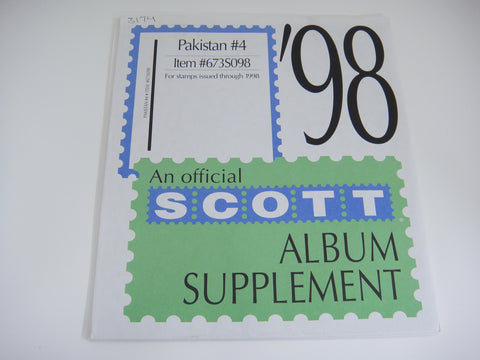 Pakistan #4
Item #673S098
For stamps issued through 1998
'98
An official
SCOTT
ALBUM
SUPPLEMENT